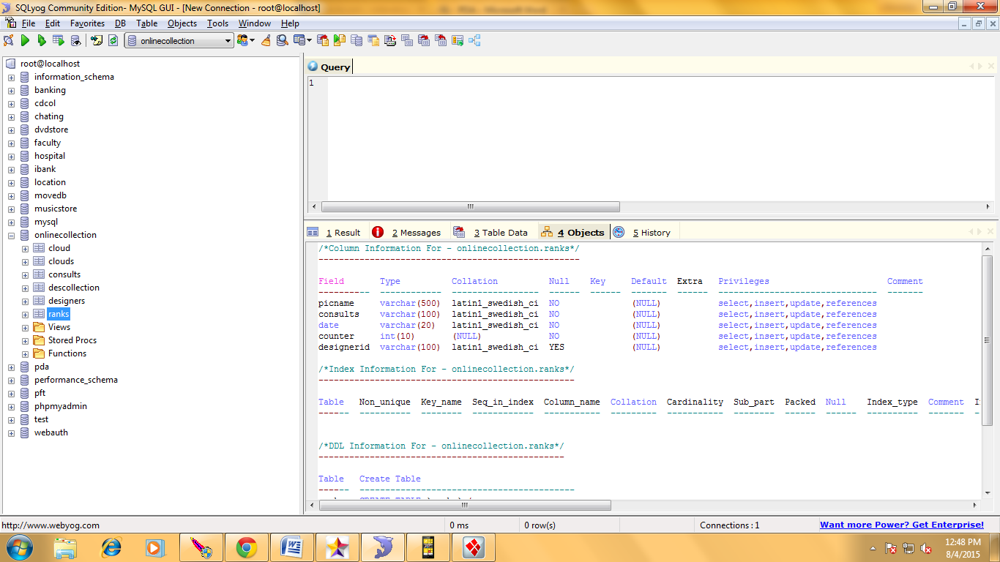 SQLyog Community Edition- MySQL GUI - [New Connection - root@localhost]
File Edit Favorites DB Table Objects Tools Window Help
onlinecollection
root@localhost
information_schema
banking
cdcol
chating
dvdstore
faculty
hospital
ibank
location
movedb
musicstore
mysql
onlinecollection
cloud
clouds
consults
descollection
designers
ranks
Views
Stored Procs
Functions
pda
performance_schema
pft
phpmyadmin
test
webauth
Query
1
1 Result 2 Messages 3 Table Data 4 Objects 5 History
/*Column Information For - onlinecollection.ranks*/
---------------------------------------------------
Field Type Collation Null Key Default Extra Privileges Comment
---------- ------------ ----------------- ------ ------ ------- ------ ------------------------------- -------
picname varchar(500) latin1_swedish_ci NO (NULL) select,insert,update,references
consults varchar(100) latin1_swedish_ci NO (NULL) select,insert,update,references
date varchar(20) latin1_swedish_ci NO (NULL) select,insert,update,references
counter int(10) (NULL) NO (NULL) select,insert,update,references
designerid varchar(100) latin1_swedish_ci YES (NULL) select,insert,update,references
/*Index Information For - onlinecollection.ranks*/
--------------------------------------------------
Table Non_unique Key_name Seq_in_index Column_name Collation Cardinality Sub_part Packed Null Index_type Comment
------ ---------- -------- ------------ ----------- --------- ----------- -------- ------ ------ ---------- ------- -
/*DDL Information For - onlinecollection.ranks*/
------------------------------------------------
Table Create Table
------ ------------------------------------------
http://www.webyog.com 0 ms 0 row(s) Connections : 1 Want more Power? Get Enterprise!
12:48 PM
8/4/2015